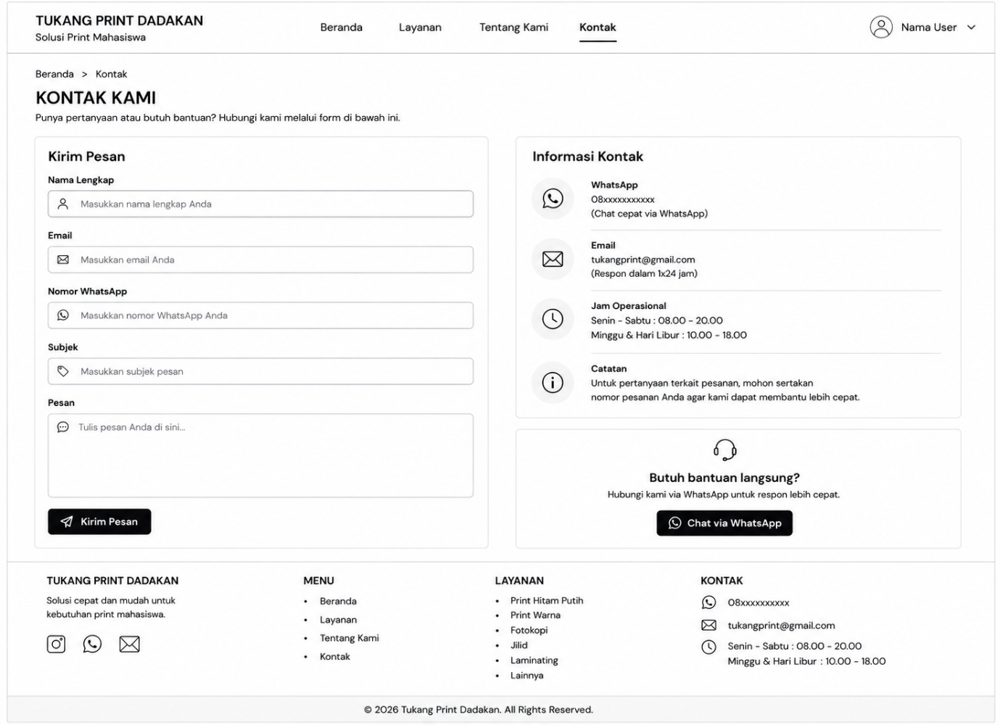 TUKANG PRINT DADAKAN
Solusi Print Mahasiswa
Beranda
Layanan
Tentang Kami
Kontak
Nama User
Beranda > Kontak
KONTAK KAMI
Punya pertanyaan atau butuh bantuan? Hubungi kami melalui form di bawah ini.
Kirim Pesan
Nama Lengkap
Masukkan nama lengkap Anda
Email
Masukkan email Anda
Nomor WhatsApp
Masukkan nomor WhatsApp Anda
Subjek
Masukkan subjek pesan
Pesan
Tulis pesan Anda di sini...
Kirim Pesan
Informasi Kontak
WhatsApp
08xxxxxxxxxxx
(Chat cepat via WhatsApp)
Email
tukangprint@gmail.com
(Respon dalam 1x24 jam)
Jam Operasional
Senin - Sabtu : 08.00 - 20.00
Minggu & Hari Libur : 10.00 - 18.00
Catatan
Untuk pertanyaan terkait pesanan, mohon sertakan
nomor pesanan Anda agar kami dapat membantu lebih cepat.
Butuh bantuan langsung?
Hubungi kami via WhatsApp untuk respon lebih cepat.
Chat via WhatsApp
TUKANG PRINT DADAKAN
Solusi cepat dan mudah untuk
kebutuhan print mahasiswa.
MENU
• Beranda
• Layanan
• Tentang Kami
• Kontak
LAYANAN
• Print Hitam Putih
• Print Warna
• Fotokopi
• Jilid
• Laminating
• Lainnya
KONTAK
08xxxxxxxxxx
tukangprint@gmail.com
Senin - Sabtu : 08.00 - 20.00
Minggu & Hari Libur : 10.00 - 18.00
© 2026 Tukang Print Dadakan. All Rights Reserved.